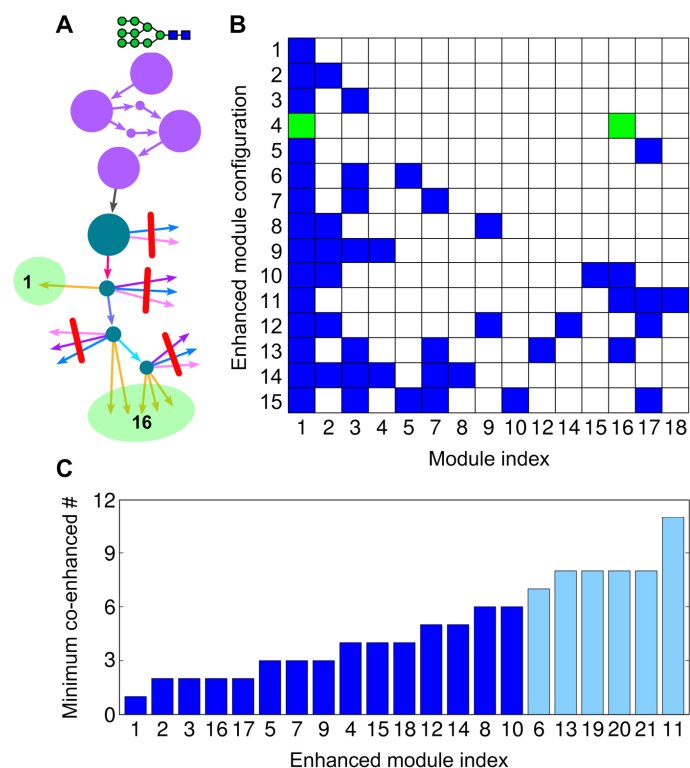 A
1
16
B
Enhanced module configuration
1
2
3
4
5
6
7
8
9
10
11
12
13
14
15
1 2 3 4 5 7 8 9 10 12 14 15 16 17 18
Module index
C
Minimum co-enhanced #
12
9
6
3
0
1 2 3 16 17 5 7 9 4 15 18 12 14 8 10 6 13 19 20 21 11
Enhanced module index